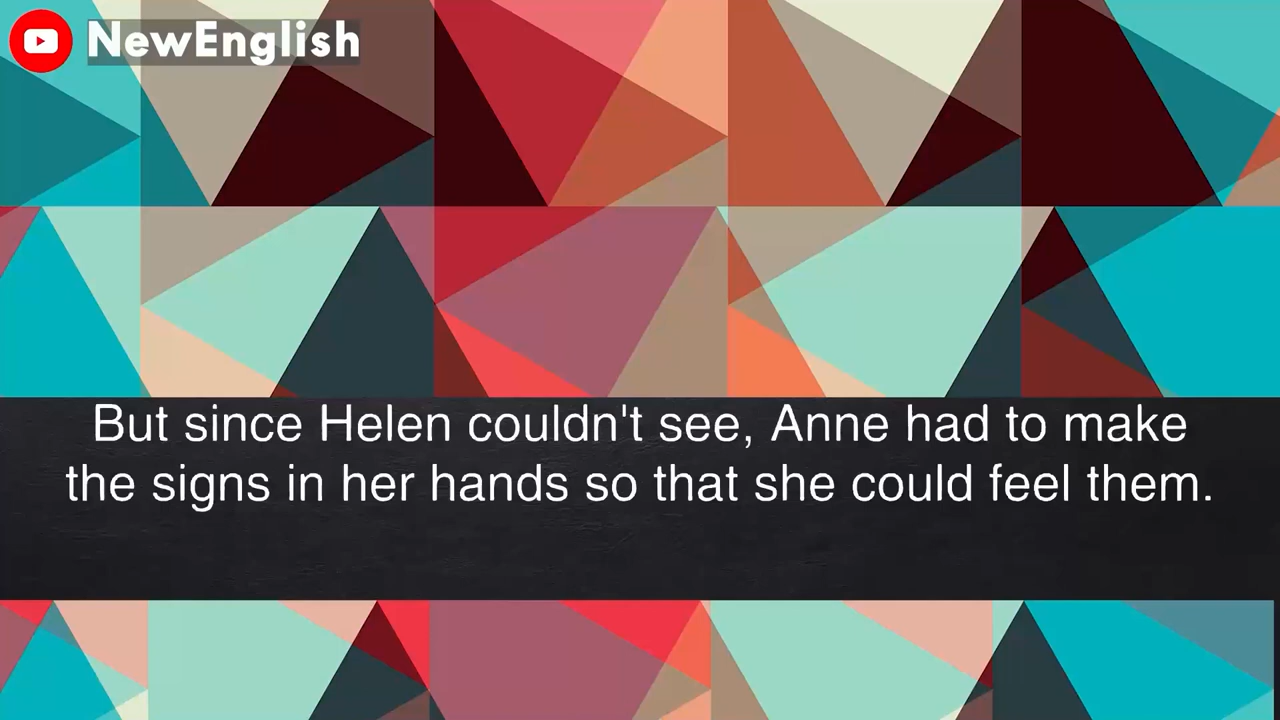 NewEnglish
But since Helen couldn't see, Anne had to make
the signs in her hands so that she could feel them.